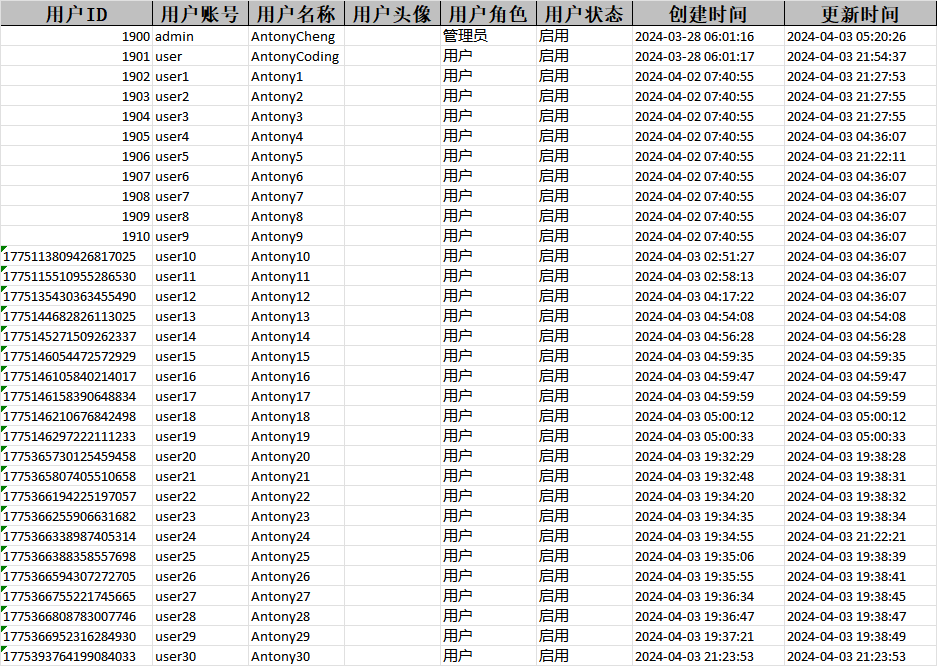 用户ID 用户账号 用户名称 用户头像 用户角色 用户状态 创建时间 更新时间
1900 admin AntonyCheng 管理员 启用 2024-03-28 06:01:16 2024-04-03 05:20:26
1901 user AntonyCoding 用户 启用 2024-03-28 06:01:17 2024-04-03 21:54:37
1902 user1 Antony1 用户 启用 2024-04-02 07:40:55 2024-04-03 21:27:53
1903 user2 Antony2 用户 启用 2024-04-02 07:40:55 2024-04-03 21:27:55
1904 user3 Antony3 用户 启用 2024-04-02 07:40:55 2024-04-03 21:27:55
1905 user4 Antony4 用户 启用 2024-04-02 07:40:55 2024-04-03 04:36:07
1906 user5 Antony5 用户 启用 2024-04-02 07:40:55 2024-04-03 21:22:11
1907 user6 Antony6 用户 启用 2024-04-02 07:40:55 2024-04-03 04:36:07
1908 user7 Antony7 用户 启用 2024-04-02 07:40:55 2024-04-03 04:36:07
1909 user8 Antony8 用户 启用 2024-04-02 07:40:55 2024-04-03 04:36:07
1910 user9 Antony9 用户 启用 2024-04-02 07:40:55 2024-04-03 04:36:07
1775113809426817025 user10 Antony10 用户 启用 2024-04-03 02:51:27 2024-04-03 04:36:07
1775115510955286530 user11 Antony11 用户 启用 2024-04-03 02:58:13 2024-04-03 04:36:07
1775135430363455490 user12 Antony12 用户 启用 2024-04-03 04:17:22 2024-04-03 04:36:07
1775144682826113025 user13 Antony13 用户 启用 2024-04-03 04:54:08 2024-04-03 04:54:08
1775145271509262337 user14 Antony14 用户 启用 2024-04-03 04:56:28 2024-04-03 04:56:28
1775146054472572929 user15 Antony15 用户 启用 2024-04-03 04:59:35 2024-04-03 04:59:35
1775146105840214017 user16 Antony16 用户 启用 2024-04-03 04:59:47 2024-04-03 04:59:47
1775146158390648834 user17 Antony17 用户 启用 2024-04-03 04:59:59 2024-04-03 04:59:59
1775146210676842498 user18 Antony18 用户 启用 2024-04-03 05:00:12 2024-04-03 05:00:12
1775146297222111233 user19 Antony19 用户 启用 2024-04-03 05:00:33 2024-04-03 05:00:33
1775365730125459458 user20 Antony20 用户 启用 2024-04-03 19:32:29 2024-04-03 19:38:28
1775365807405510658 user21 Antony21 用户 启用 2024-04-03 19:32:48 2024-04-03 19:38:31
1775366194225197057 user22 Antony22 用户 启用 2024-04-03 19:34:20 2024-04-03 19:38:32
1775366255906631682 user23 Antony23 用户 启用 2024-04-03 19:34:35 2024-04-03 19:38:34
1775366338987405314 user24 Antony24 用户 启用 2024-04-03 19:34:55 2024-04-03 21:22:21
1775366388358557698 user25 Antony25 用户 启用 2024-04-03 19:35:06 2024-04-03 19:38:39
1775366594307272705 user26 Antony26 用户 启用 2024-04-03 19:35:55 2024-04-03 19:38:41
1775366755221745665 user27 Antony27 用户 启用 2024-04-03 19:36:34 2024-04-03 19:38:45
1775366808783007746 user28 Antony28 用户 启用 2024-04-03 19:36:47 2024-04-03 19:38:47
1775366952316284930 user29 Antony29 用户 启用 2024-04-03 19:37:21 2024-04-03 19:38:49
1775393764199084033 user30 Antony30 用户 启用 2024-04-03 21:23:53 2024-04-03 21:23:53